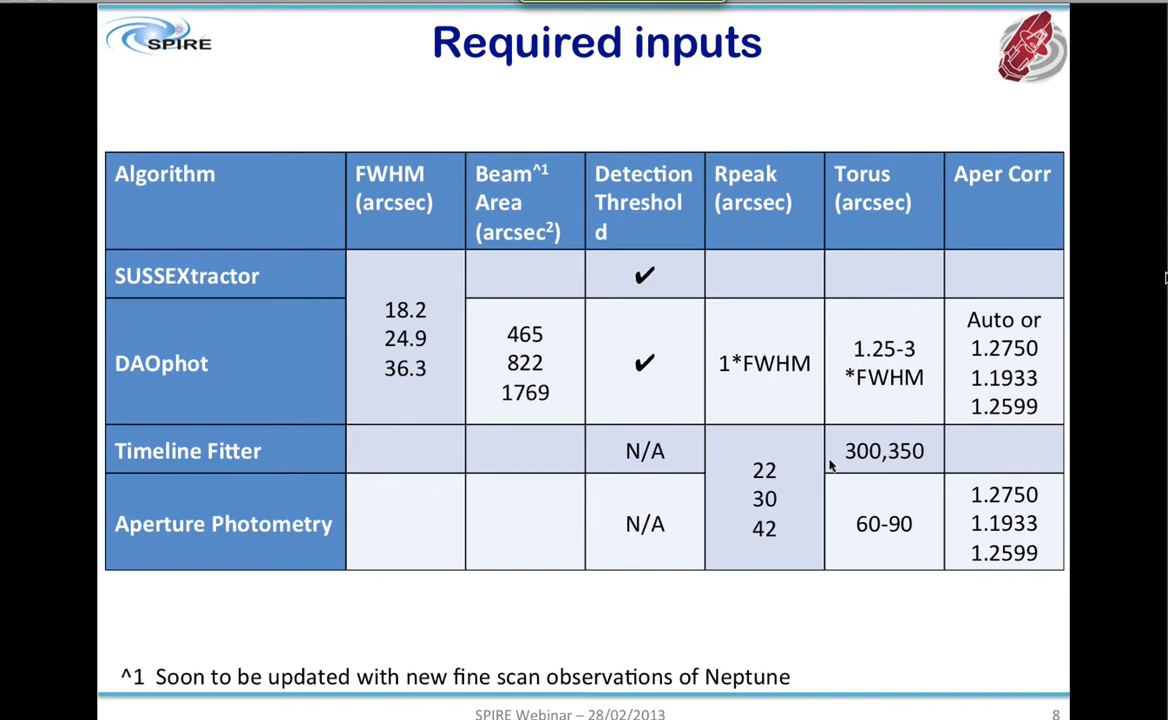 SPIRE
Required inputs
Algorithm
FWHM
(arcsec)
Beam^1
Area
(arcsec2)
Detection
Threshol
d
Rpeak
(arcsec)
Torus
(arcsec)
Aper Corr
SUSSEXtractor
18.2
24.9
36.3
✔
DAOphot
465
822
1769
✔
1*FWHM
1.25-3
*FWHM
Auto or
1.2750
1.1933
1.2599
Timeline Fitter
N/A
22
30
42
300,350
Aperture Photometry
N/A
60-90
1.2750
1.1933
1.2599
^1 Soon to be updated with new fine scan observations of Neptune
SPIRE Webinar – 28/02/2013
8